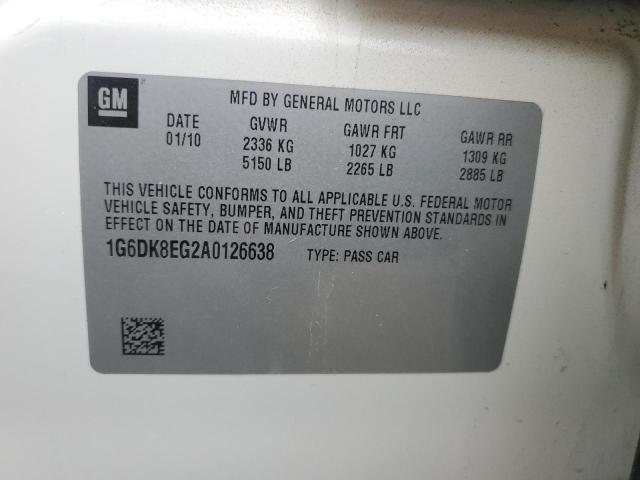 GM
MFD BY GENERAL MOTORS LLC
DATE GVWR GAWR FRT GAWR RR
01/10 2336 KG 1027 KG 1309 KG
5150 LB 2265 LB 2885 LB
THIS VEHICLE CONFORMS TO ALL APPLICABLE U.S. FEDERAL MOTOR
VEHICLE SAFETY, BUMPER, AND THEFT PREVENTION STANDARDS IN
EFFECT ON THE DATE OF MANUFACTURE SHOWN ABOVE.
1G6DK8EG2A0126638 TYPE: PASS CAR